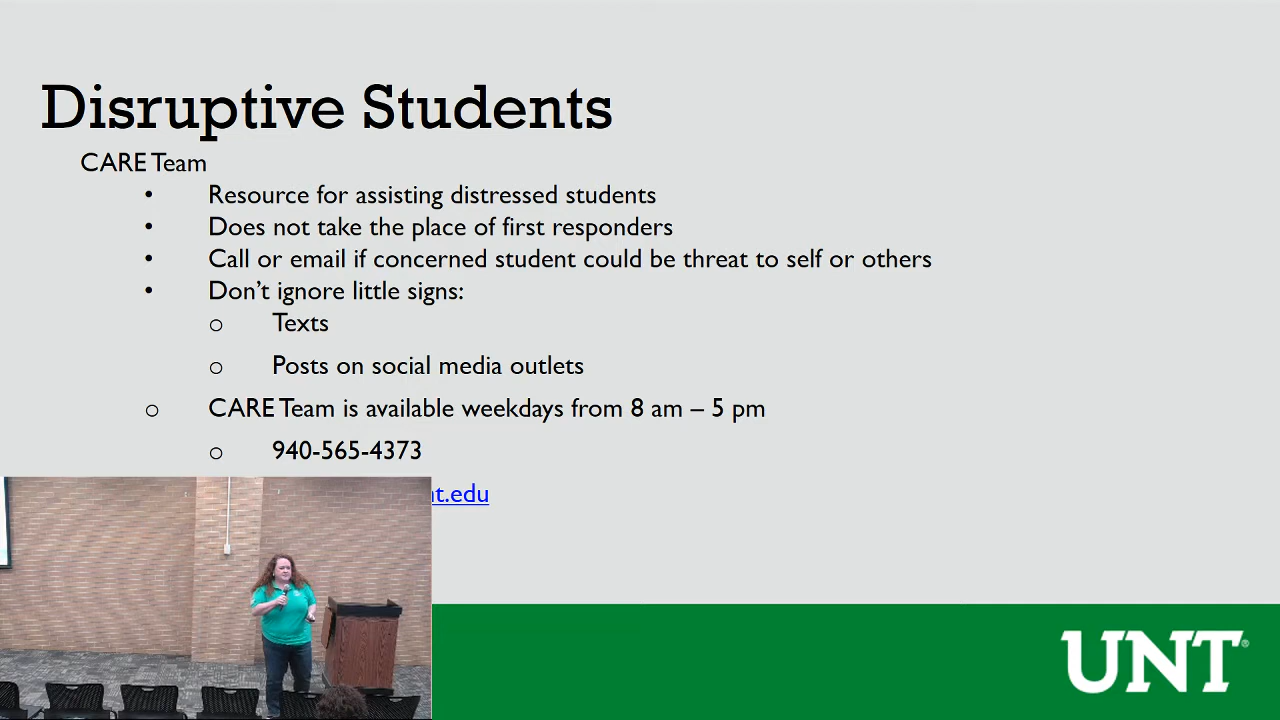 Disruptive Students
CARE Team
• Resource for assisting distressed students
• Does not take the place of first responders
• Call or email if concerned student could be threat to self or others
• Don't ignore little signs:
o Texts
o Posts on social media outlets
o CARE Team is available weekdays from 8 am – 5 pm
o 940-565-4373
nt.edu
UNT®